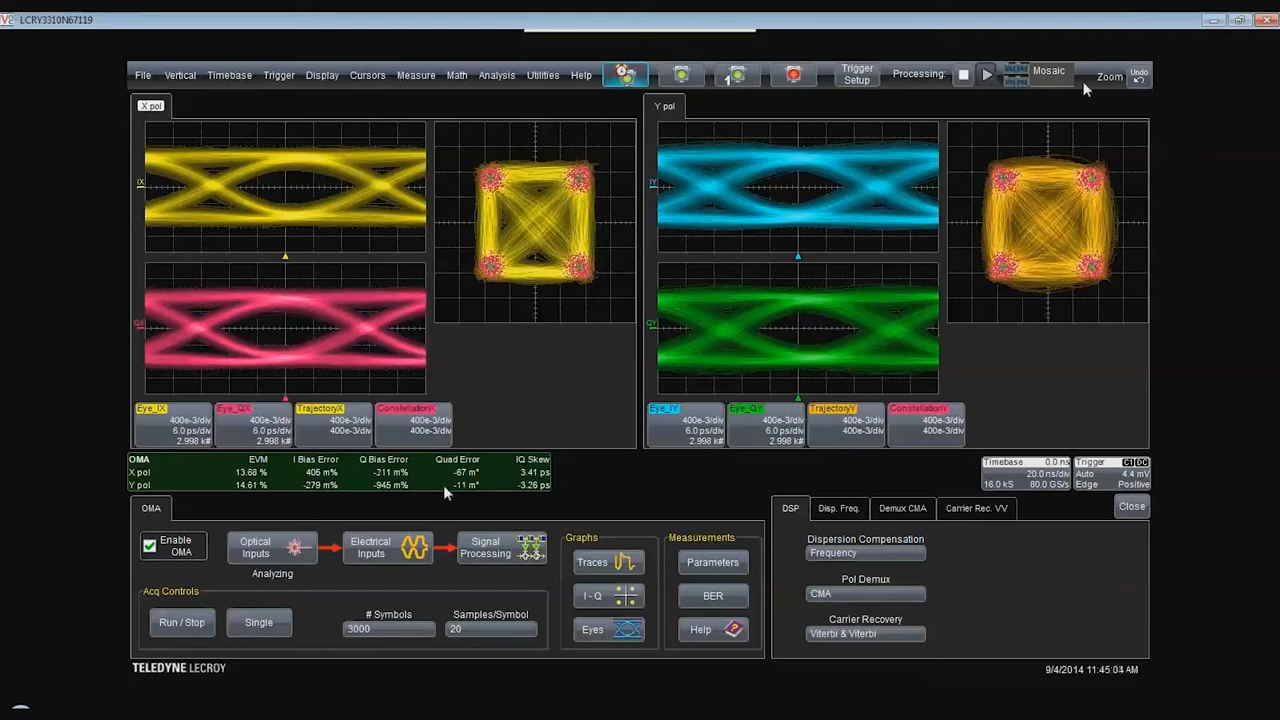 LCRY3310N67119
File Vertical Timebase Trigger Display Cursors Measure Math Analysis Utilities Help 1 Trigger Setup Processing: Mosaic Zoom Undo
X pol
Y pol
IX
IY
QX
QY
Eye_IX Eye_QX TrajectoryX ConstellationX
400e-3/div 400e-3/div 400e-3/div 400e-3/div
6.0 ps/div 6.0 ps/div 400e-3/div 400e-3/div
2.998 k# 2.998 k#
Eye_IY Eye_QY TrajectoryY ConstellationY
400e-3/div 400e-3/div 400e-3/div 400e-3/div
6.0 ps/div 6.0 ps/div 400e-3/div 400e-3/div
2.998 k# 2.998 k#
OMA EVM I Bias Error Q Bias Error Quad Error IQ Skew
X pol 13.68 % 405 m% -211 m% -67 m° 3.41 ps
Y pol 14.61 % -279 m% -945 m% -11 m° -3.26 ps
Timebase 0.0 ns
20.0 ns/div
16.0 kS 80.0 GS/s
Trigger C1 DC
Auto 4.4 mV
Edge Positive
OMA
Enable OMA
Optical Inputs
Electrical Inputs
Signal Processing
Analyzing
Acq Controls
Run / Stop
Single
# Symbols
3000
Samples/Symbol
20
Graphs
Traces
I - Q
Eyes
Measurements
Parameters
BER
Help
DSP Disp. Freq. Demux CMA Carrier Rec. VV Close
Dispersion Compensation
Frequency
Pol Demux
CMA
Carrier Recovery
Viterbi & Viterbi
TELEDYNE LECROY
9/4/2014 11:45:04 AM